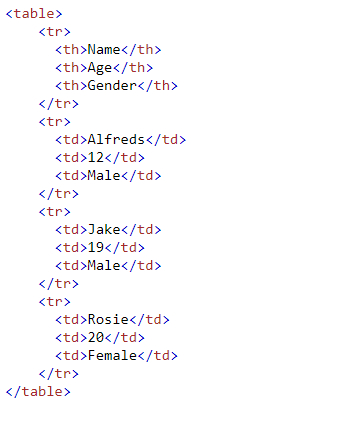 <table>
    <tr>
      <th>Name</th>
      <th>Age</th>
      <th>Gender</th>
    </tr>
    <tr>
      <td>Alfreds</td>
      <td>12</td>
      <td>Male</td>
    </tr>
    <tr>
      <td>Jake</td>
      <td>19</td>
      <td>Male</td>
    </tr>
    <tr>
      <td>Rosie</td>
      <td>20</td>
      <td>Female</td>
    </tr>
</table>